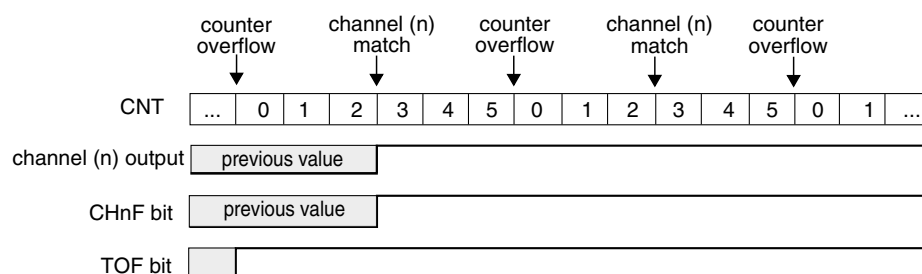 counter overflow
channel (n) match
counter overflow
channel (n) match
counter overflow
CNT ... 0 1 2 3 4 5 0 1 2 3 4 5 0 1 ...
channel (n) output previous value
CHnF bit previous value
TOF bit